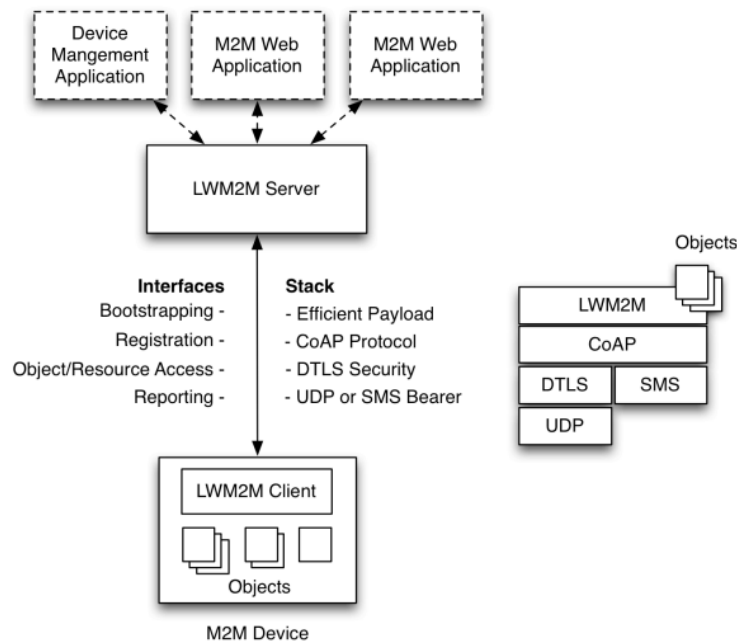 Device
Mangement
Application
M2M Web
Application
M2M Web
Application
LWM2M Server
Interfaces
Bootstrapping -
Registration -
Object/Resource Access -
Reporting -
Stack
- Efficient Payload
- CoAP Protocol
- DTLS Security
- UDP or SMS Bearer
Objects
LWM2M
CoAP
DTLS
SMS
UDP
LWM2M Client
Objects
M2M Device